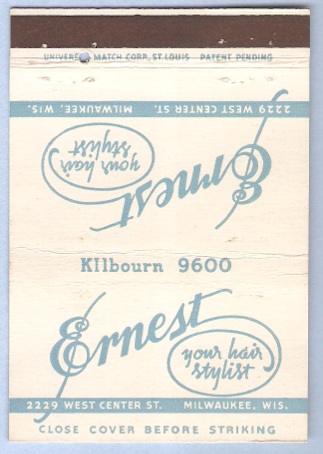 UNIVERSAL MATCH CORP., ST. LOUIS PATENT PENDING
2229 WEST CENTER ST. MILWAUKEE, WIS.
Ernest
your hair
stylist
KIlbourn 9600
Ernest
your hair
stylist
2229 WEST CENTER ST. MILWAUKEE, WIS.
CLOSE COVER BEFORE STRIKING